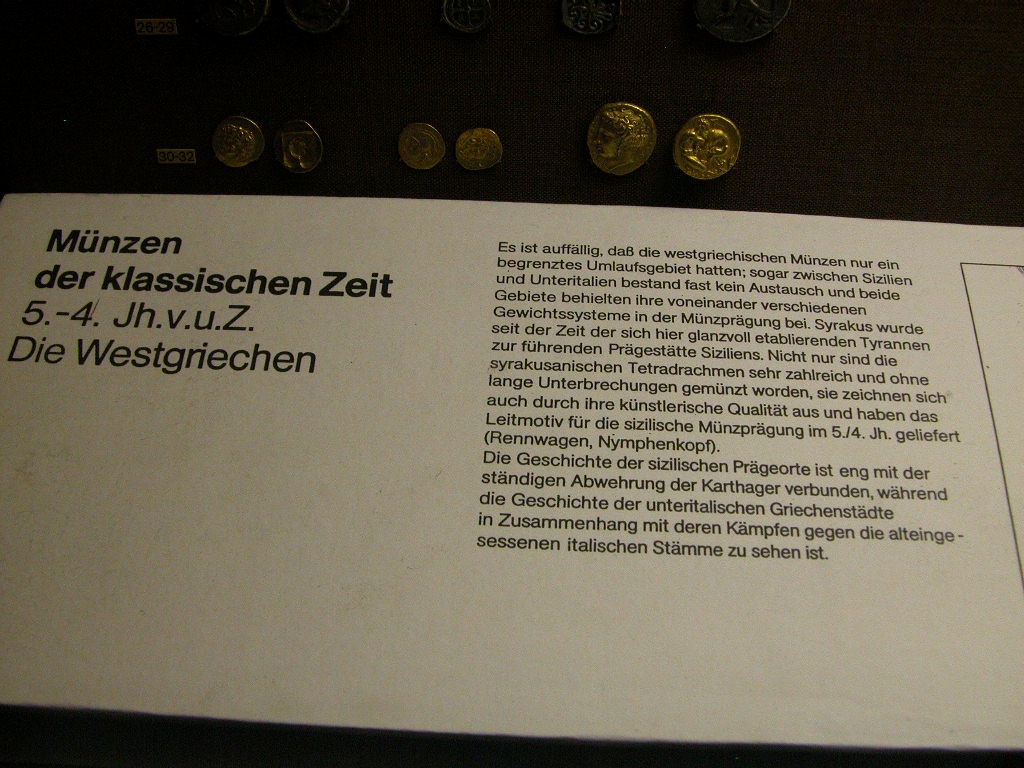 26-29
30-32
Münzen
der klassischen Zeit
5.-4. Jh.v.u.Z.
Die Westgriechen
Es ist auffällig, daß die westgriechischen Münzen nur ein
begrenztes Umlaufsgebiet hatten; sogar zwischen Sizilien
und Unteritalien bestand fast kein Austausch und beide
Gebiete behielten ihre voneinander verschiedenen
Gewichtssysteme in der Münzprägung bei. Syrakus wurde
seit der Zeit der sich hier glanzvoll etablierenden Tyrannen
zur führenden Prägestätte Siziliens. Nicht nur sind die
syrakusanischen Tetradrachmen sehr zahlreich und ohne
lange Unterbrechungen gemünzt worden, sie zeichnen sich
auch durch ihre künstlerische Qualität aus und haben das
Leitmotiv für die sizilische Münzprägung im 5./4. Jh. geliefert
(Rennwagen, Nymphenkopf).
Die Geschichte der sizilischen Prägeorte ist eng mit der
ständigen Abwehrung der Karthager verbunden, während
die Geschichte der unteritalischen Griechenstädte
in Zusammenhang mit deren Kämpfen gegen die alteinge-
sessenen italischen Stämme zu sehen ist.